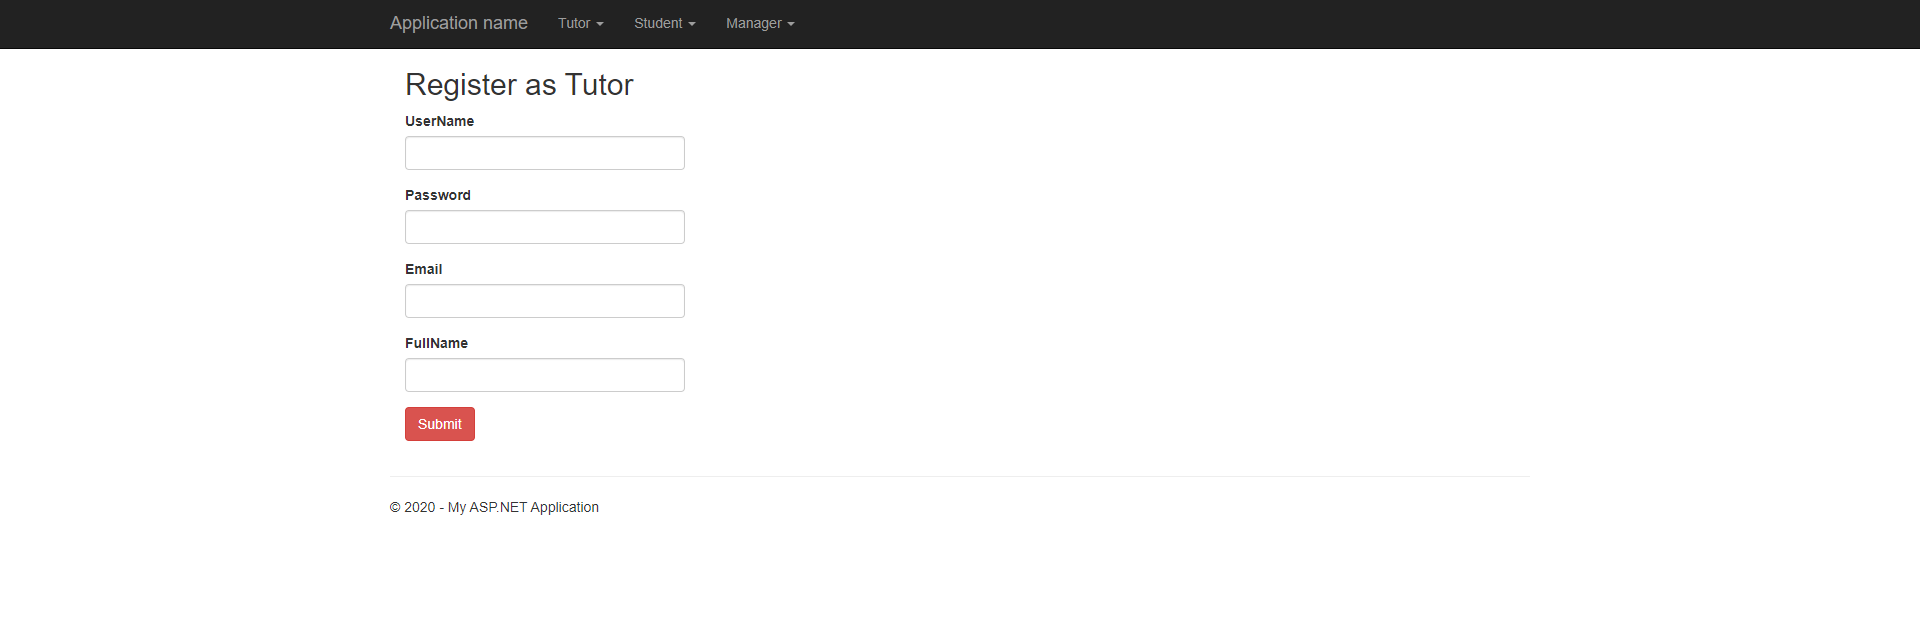 Application name Tutor Student Manager
Register as Tutor
UserName
Password
Email
FullName
Submit
© 2020 - My ASP.NET Application